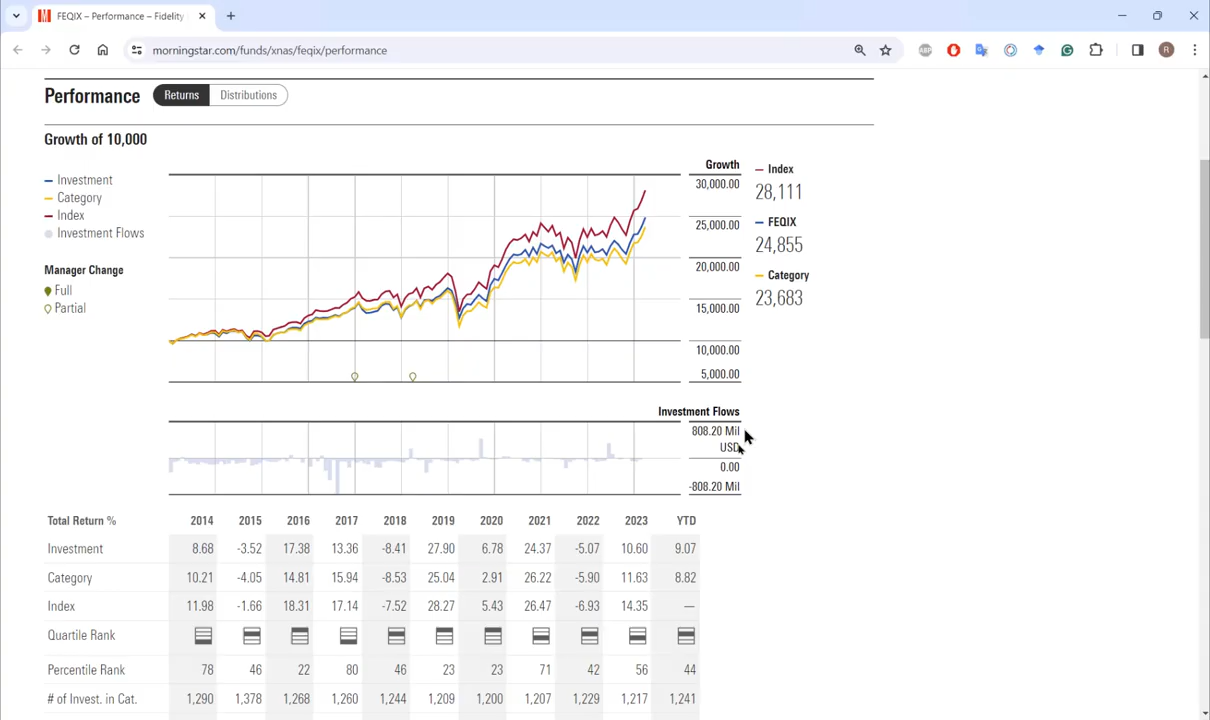 FEQIX – Performance – Fidelity
morningstar.com/funds/xnas/feqix/performance
ABP
R
Performance
Returns
Distributions
Growth of 10,000
Investment
Category
Index
Investment Flows
Manager Change
Full
Partial
Growth
30,000.00
25,000.00
20,000.00
15,000.00
10,000.00
5,000.00
Index
28,111
FEQIX
24,855
Category
23,683
Investment Flows
808.20 Mil
USD
0.00
-808.20 Mil
Total Return % 2014 2015 2016 2017 2018 2019 2020 2021 2022 2023 YTD
Investment 8.68 -3.52 17.38 13.36 -8.41 27.90 6.78 24.37 -5.07 10.60 9.07
Category 10.21 -4.05 14.81 15.94 -8.53 25.04 2.91 26.22 -5.90 11.63 8.82
Index 11.98 -1.66 18.31 17.14 -7.52 28.27 5.43 26.47 -6.93 14.35 —
Quartile Rank
Percentile Rank 78 46 22 80 46 23 23 71 42 56 44
# of Invest. in Cat. 1,290 1,378 1,268 1,260 1,244 1,209 1,200 1,207 1,229 1,217 1,241